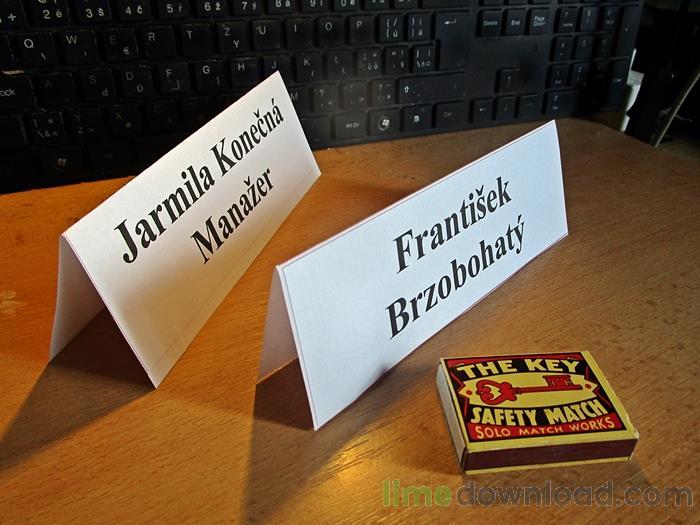 Jarmila Konečná
Manažer
František
Brzobohatý
THE KEY
SAFETY MATCH
SOLO MATCH WORKS
limedownload.com